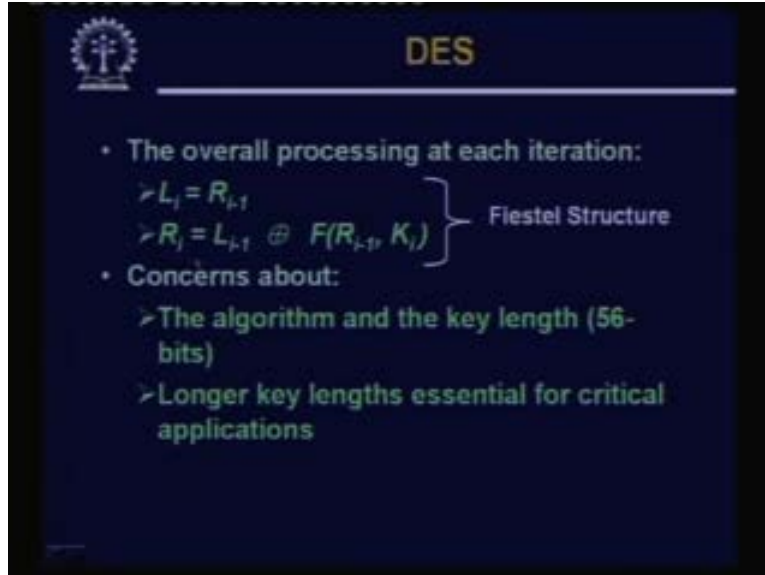 DES
• The overall processing at each iteration:
➢Lᵢ = Rᵢ₋₁
➢Rᵢ = Lᵢ₋₁ ⊕ F(Rᵢ₋₁, Kᵢ)
Fiestel Structure
• Concerns about:
➢The algorithm and the key length (56-
bits)
➢Longer key lengths essential for critical
applications